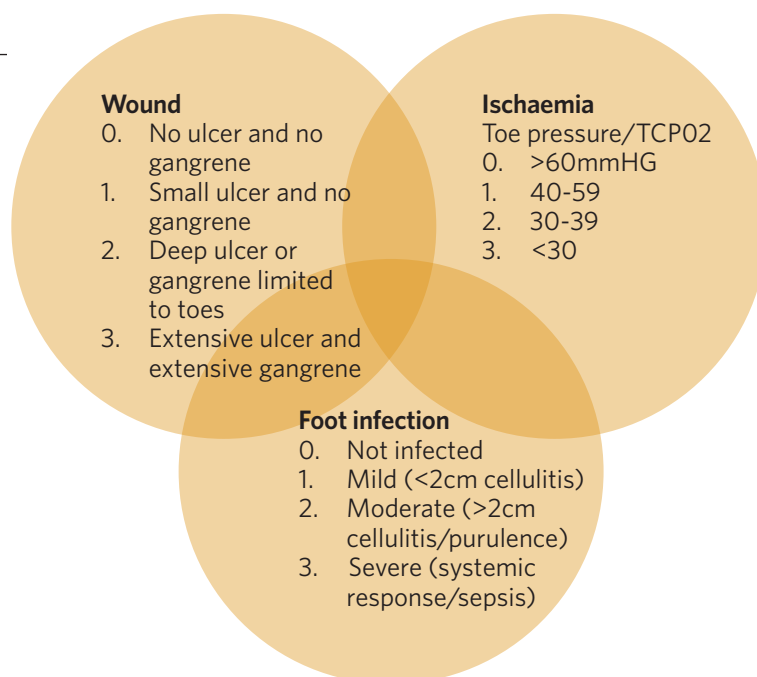 Wound
0. No ulcer and no
gangrene
1. Small ulcer and no
gangrene
2. Deep ulcer or
gangrene limited
to toes
3. Extensive ulcer and
extensive gangrene
Ischaemia
Toe pressure/TCP02
0. >60mmHG
1. 40-59
2. 30-39
3. <30
Foot infection
0. Not infected
1. Mild (<2cm cellulitis)
2. Moderate (>2cm
cellulitis/purulence)
3. Severe (systemic
response/sepsis)